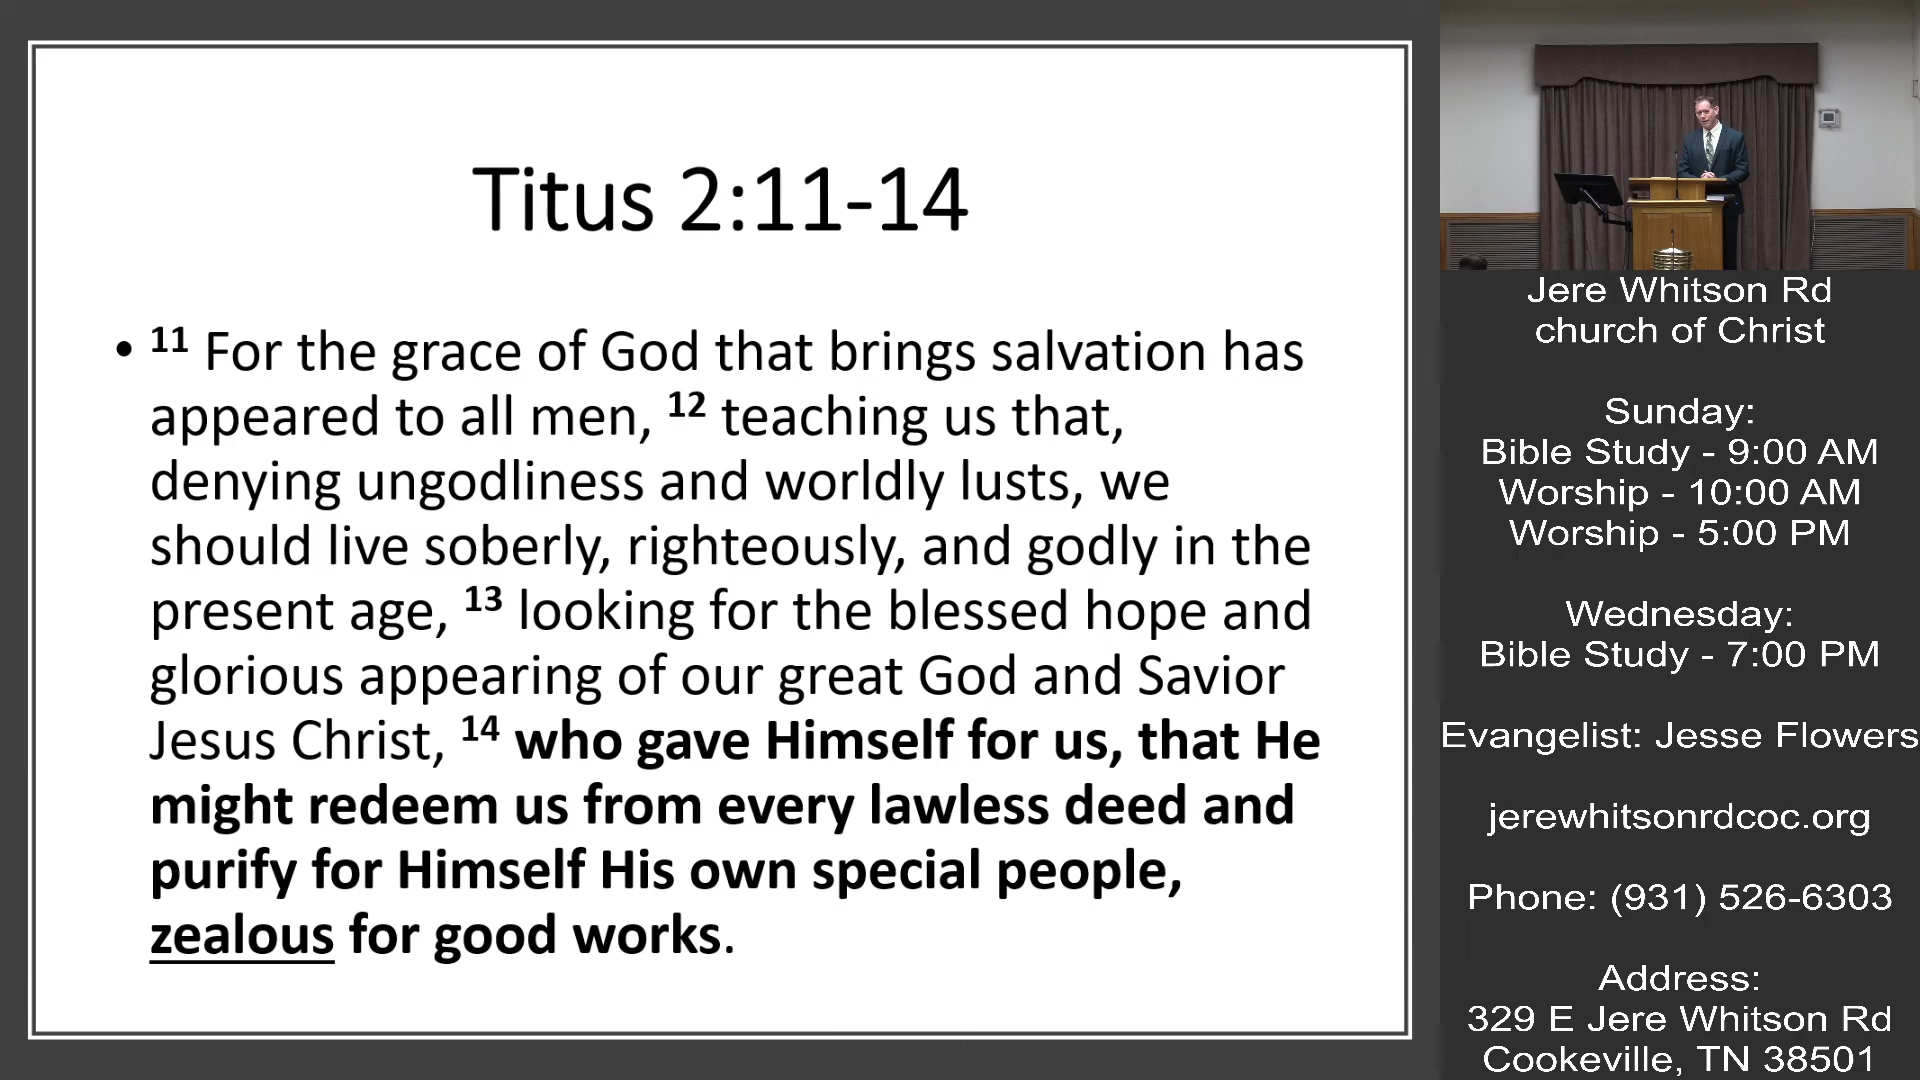 Titus 2:11-14
• 11 For the grace of God that brings salvation has
appeared to all men, 12 teaching us that,
denying ungodliness and worldly lusts, we
should live soberly, righteously, and godly in the
present age, 13 looking for the blessed hope and
glorious appearing of our great God and Savior
Jesus Christ, 14 who gave Himself for us, that He
might redeem us from every lawless deed and
purify for Himself His own special people,
zealous for good works.
Jere Whitson Rd
church of Christ
Sunday:
Bible Study - 9:00 AM
Worship - 10:00 AM
Worship - 5:00 PM
Wednesday:
Bible Study - 7:00 PM
Evangelist: Jesse Flowers
jerewhitsonrdcoc.org
Phone: (931) 526-6303
Address:
329 E Jere Whitson Rd
Cookeville, TN 38501